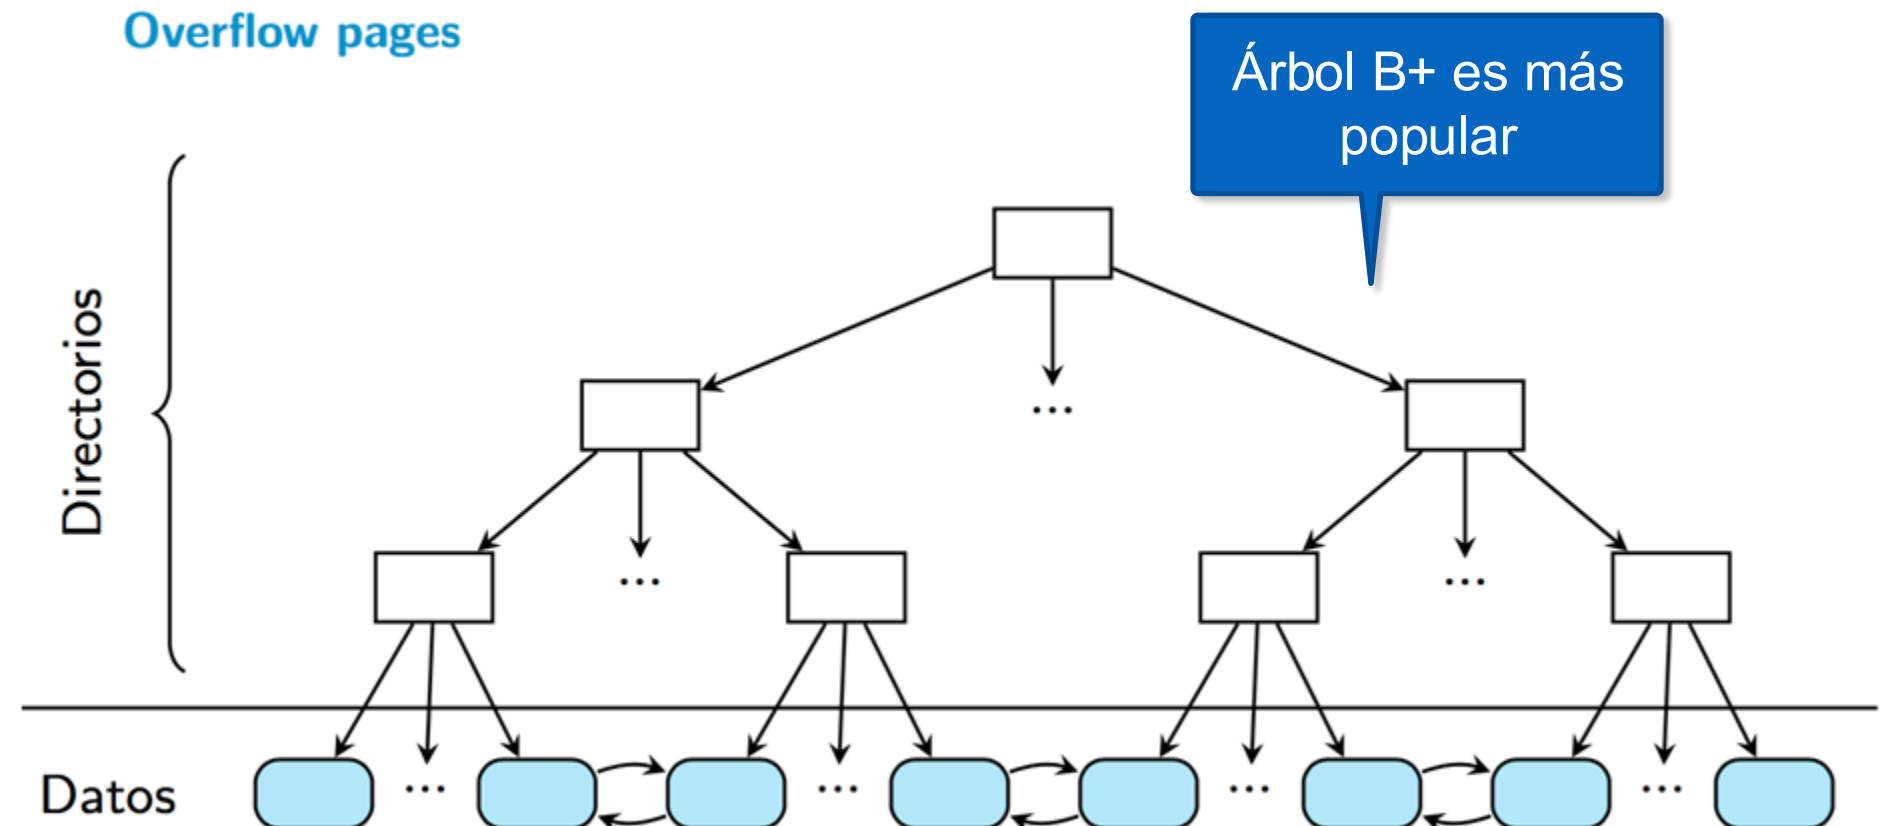 Overflow pages
Árbol B+ es más
popular
Directorios
...
...
...
Datos
...
...
...
...